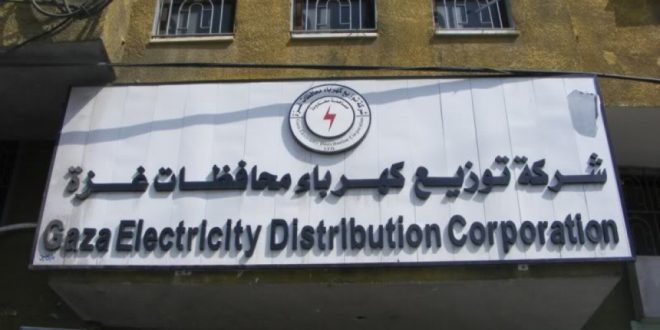 شركة توزيع كهرباء محافظات غزة
Gaza Electricity Distribution Corporation